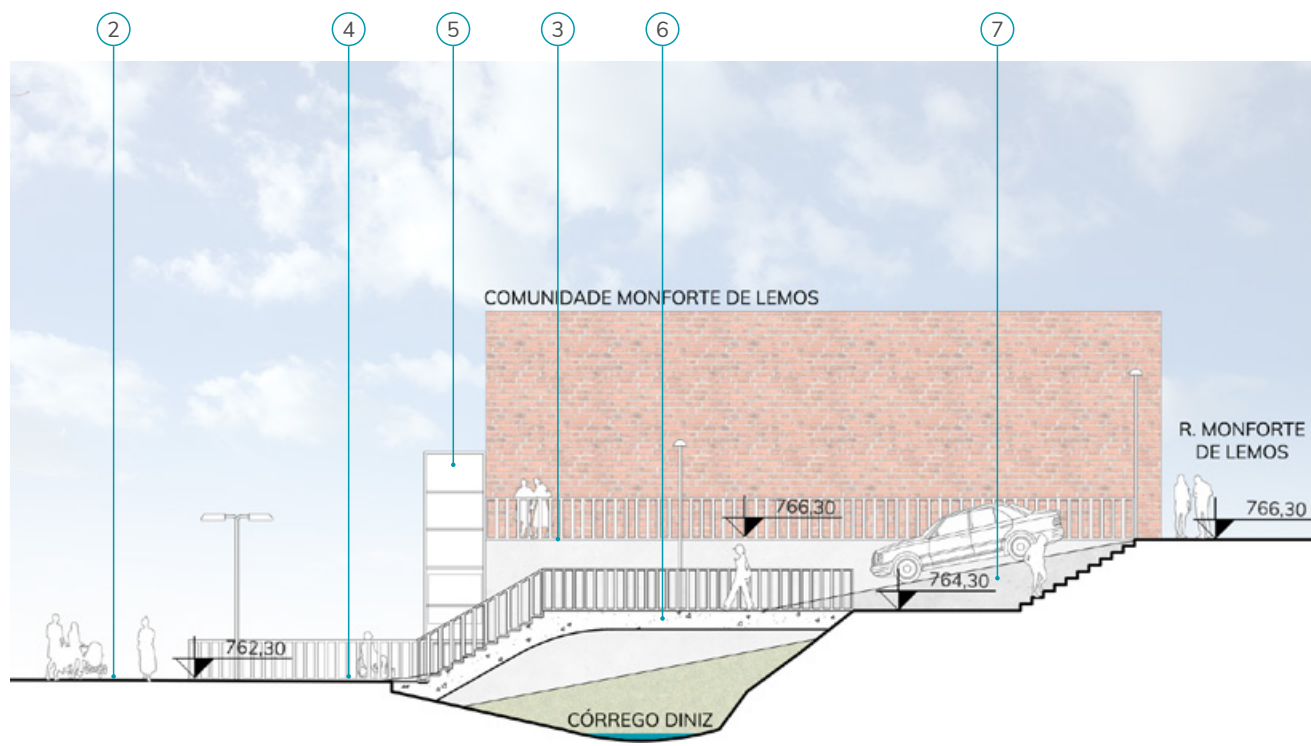 2
4
5
3
6
7
COMUNIDADE MONFORTE DE LEMOS
R. MONFORTE
DE LEMOS
766,30
766,30
764,30
762,30
CÓRREGO DINIZ